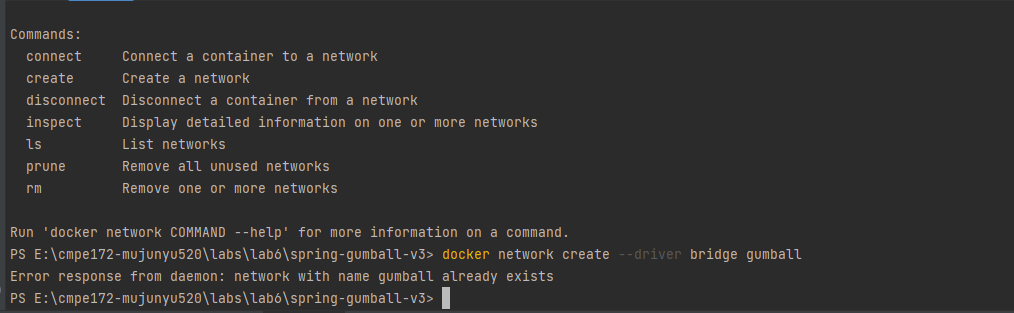 Commands:
connect     Connect a container to a network
create      Create a network
disconnect  Disconnect a container from a network
inspect     Display detailed information on one or more networks
ls          List networks
prune       Remove all unused networks
rm          Remove one or more networks
Run 'docker network COMMAND --help' for more information on a command.
PS E:\cmpe172-mujunyu520\labs\lab6\spring-gumball-v3> docker network create --driver bridge gumball
Error response from daemon: network with name gumball already exists
PS E:\cmpe172-mujunyu520\labs\lab6\spring-gumball-v3>